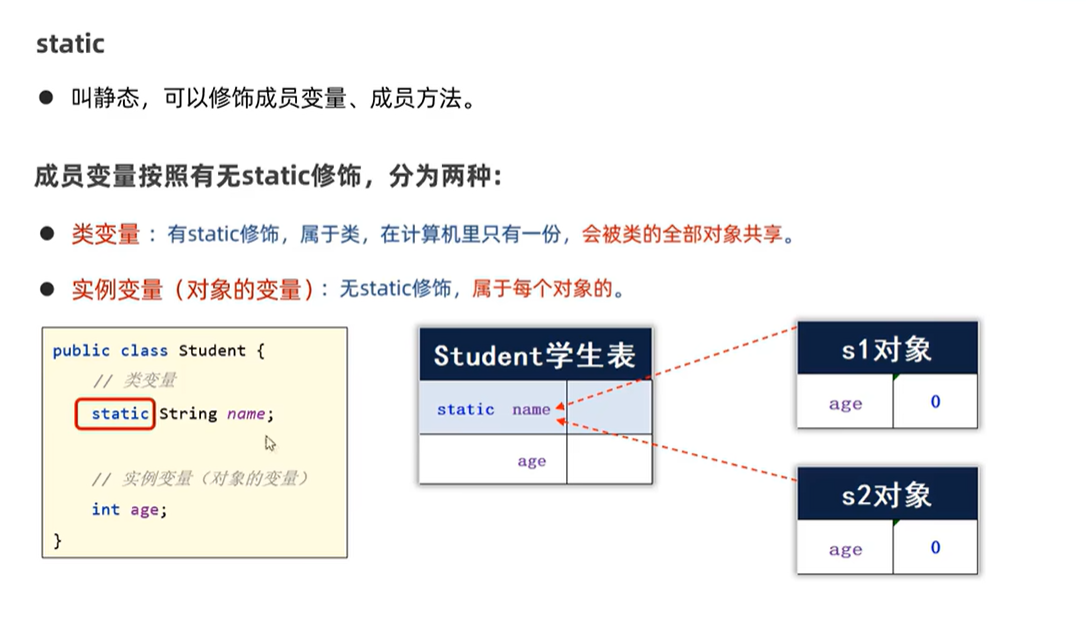 static
● 叫静态，可以修饰成员变量、成员方法。
成员变量按照有无static修饰，分为两种：
● 类变量：有static修饰，属于类，在计算机里只有一份，会被类的全部对象共享。
● 实例变量（对象的变量）：无static修饰，属于每个对象的。
public class Student {
// 类变量
static String name;
// 实例变量（对象的变量）
int age;
}
Student学生表
static name
age
s1对象
age 0
s2对象
age 0